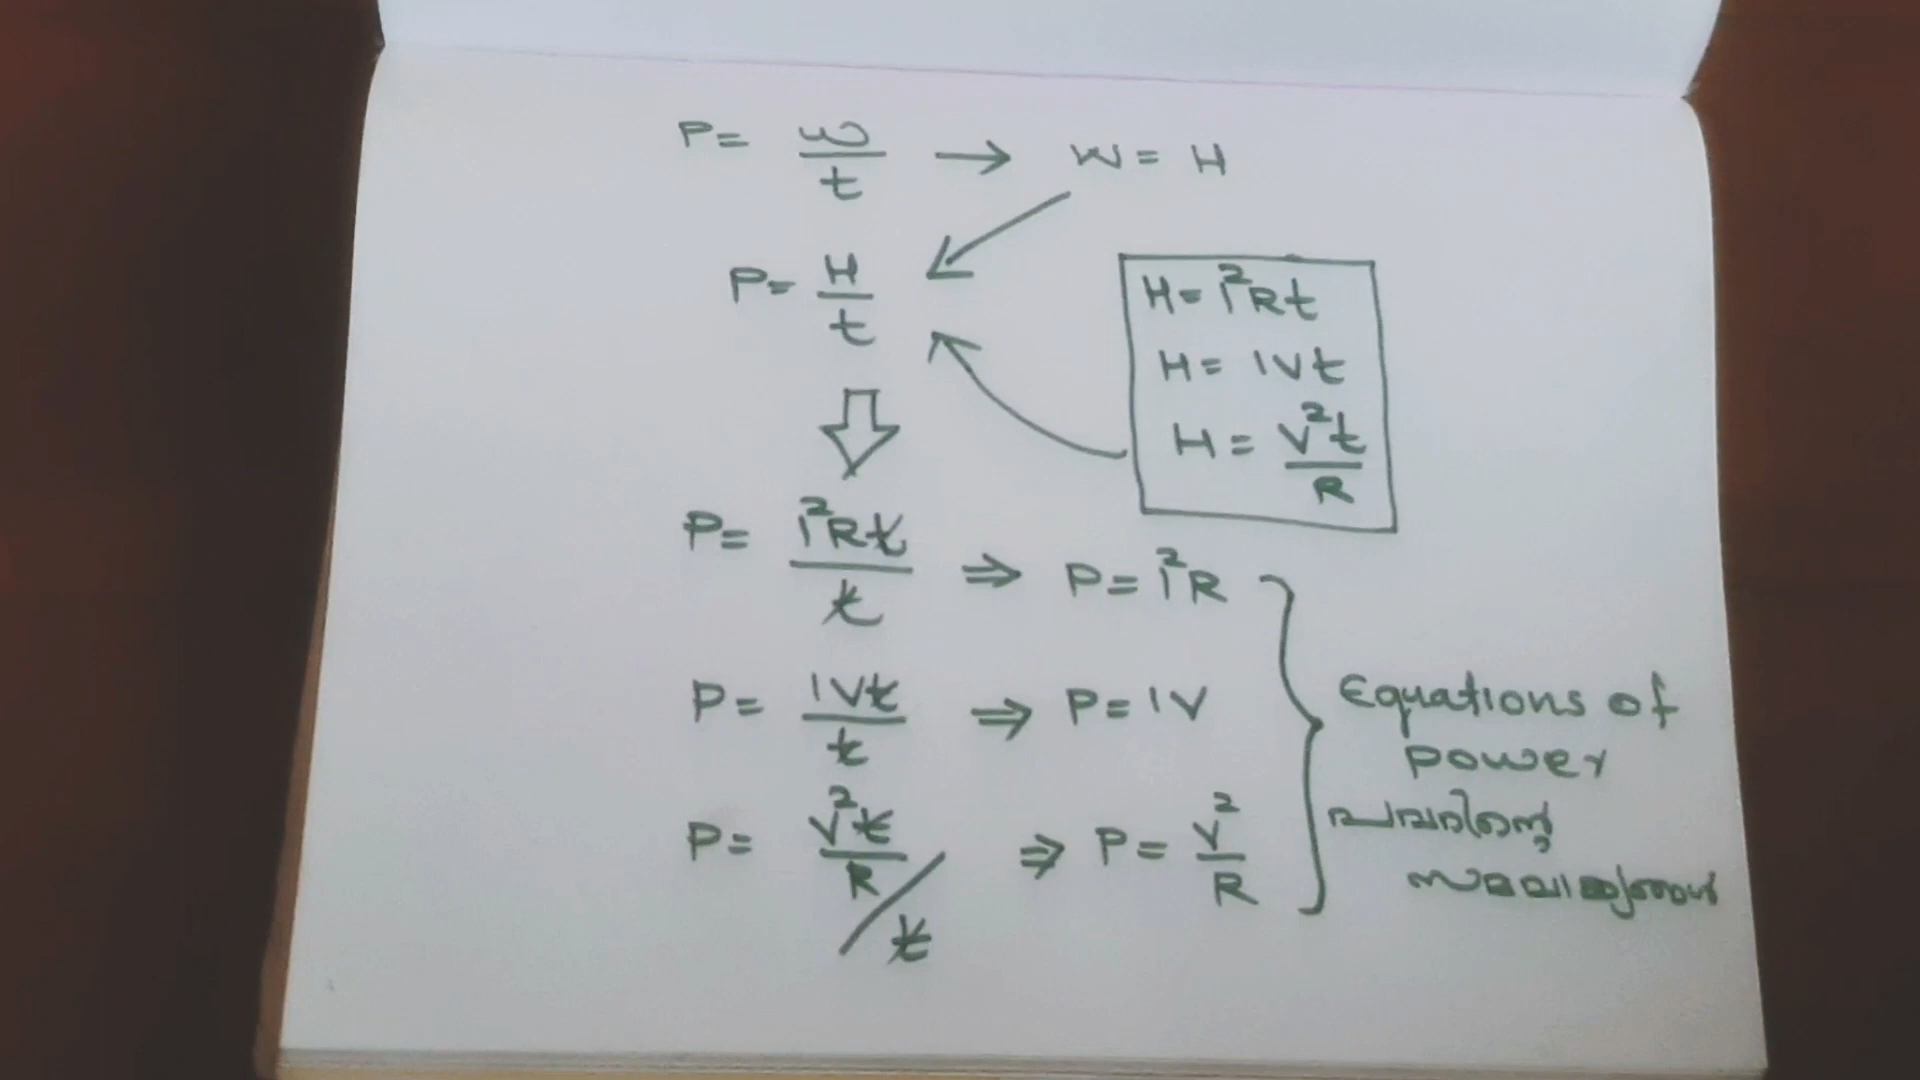 P = w/t → W = H
P = H/t
H = I²Rt
H = IVt
H = V²t/R
P = I²Rt/t ⇒ P = I²R
P = IVt/t ⇒ P = IV
P = V²t/R/t ⇒ P = V²/R
Equations of
power
പവറിന്റെ
സമവാക്യങ്ങൾ